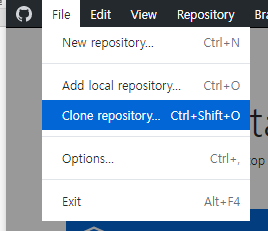 File Edit View Repository
New repository... Ctrl+N
Add local repository... Ctrl+O
Clone repository... Ctrl+Shift+O
Options... Ctrl+,
Exit Alt+F4